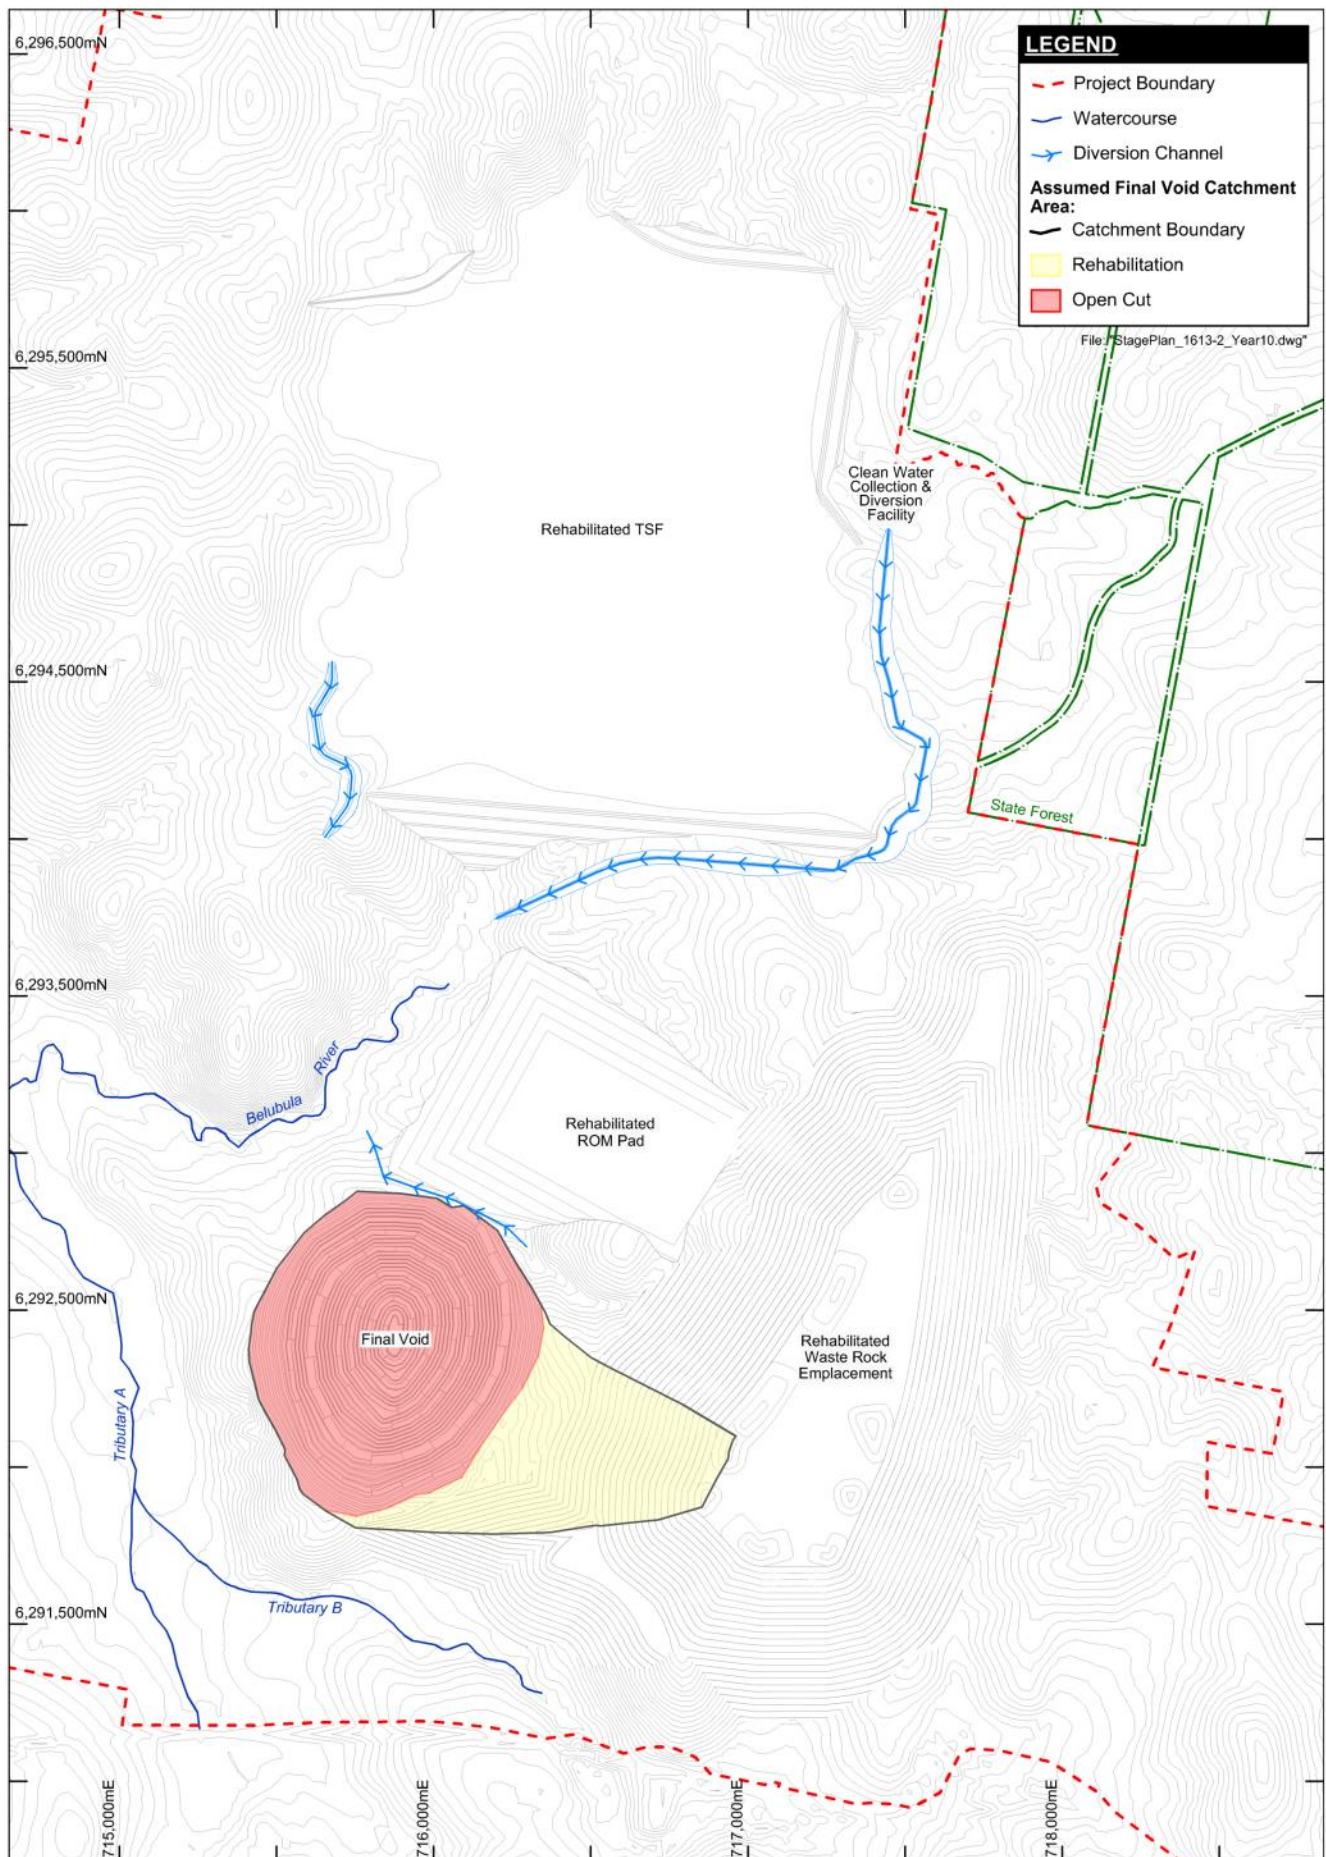 6,296,500mN
LEGEND
Project Boundary
Watercourse
Diversion Channel
Assumed Final Void Catchment
Area:
Catchment Boundary
Rehabilitation
Open Cut
File: "StagePlan_1613-2_Year10.dwg"
6,295,500mN
Clean Water
Collection &
Diversion
Facility
Rehabilitated TSF
6,294,500mN
State Forest
6,293,500mN
Belubula
River
Rehabilitated
ROM Pad
6,292,500mN
Final Void
Rehabilitated
Waste Rock
Emplacement
Tributary A
Tributary B
6,291,500mN
715,000mE
716,000mE
717,000mE
718,000mE